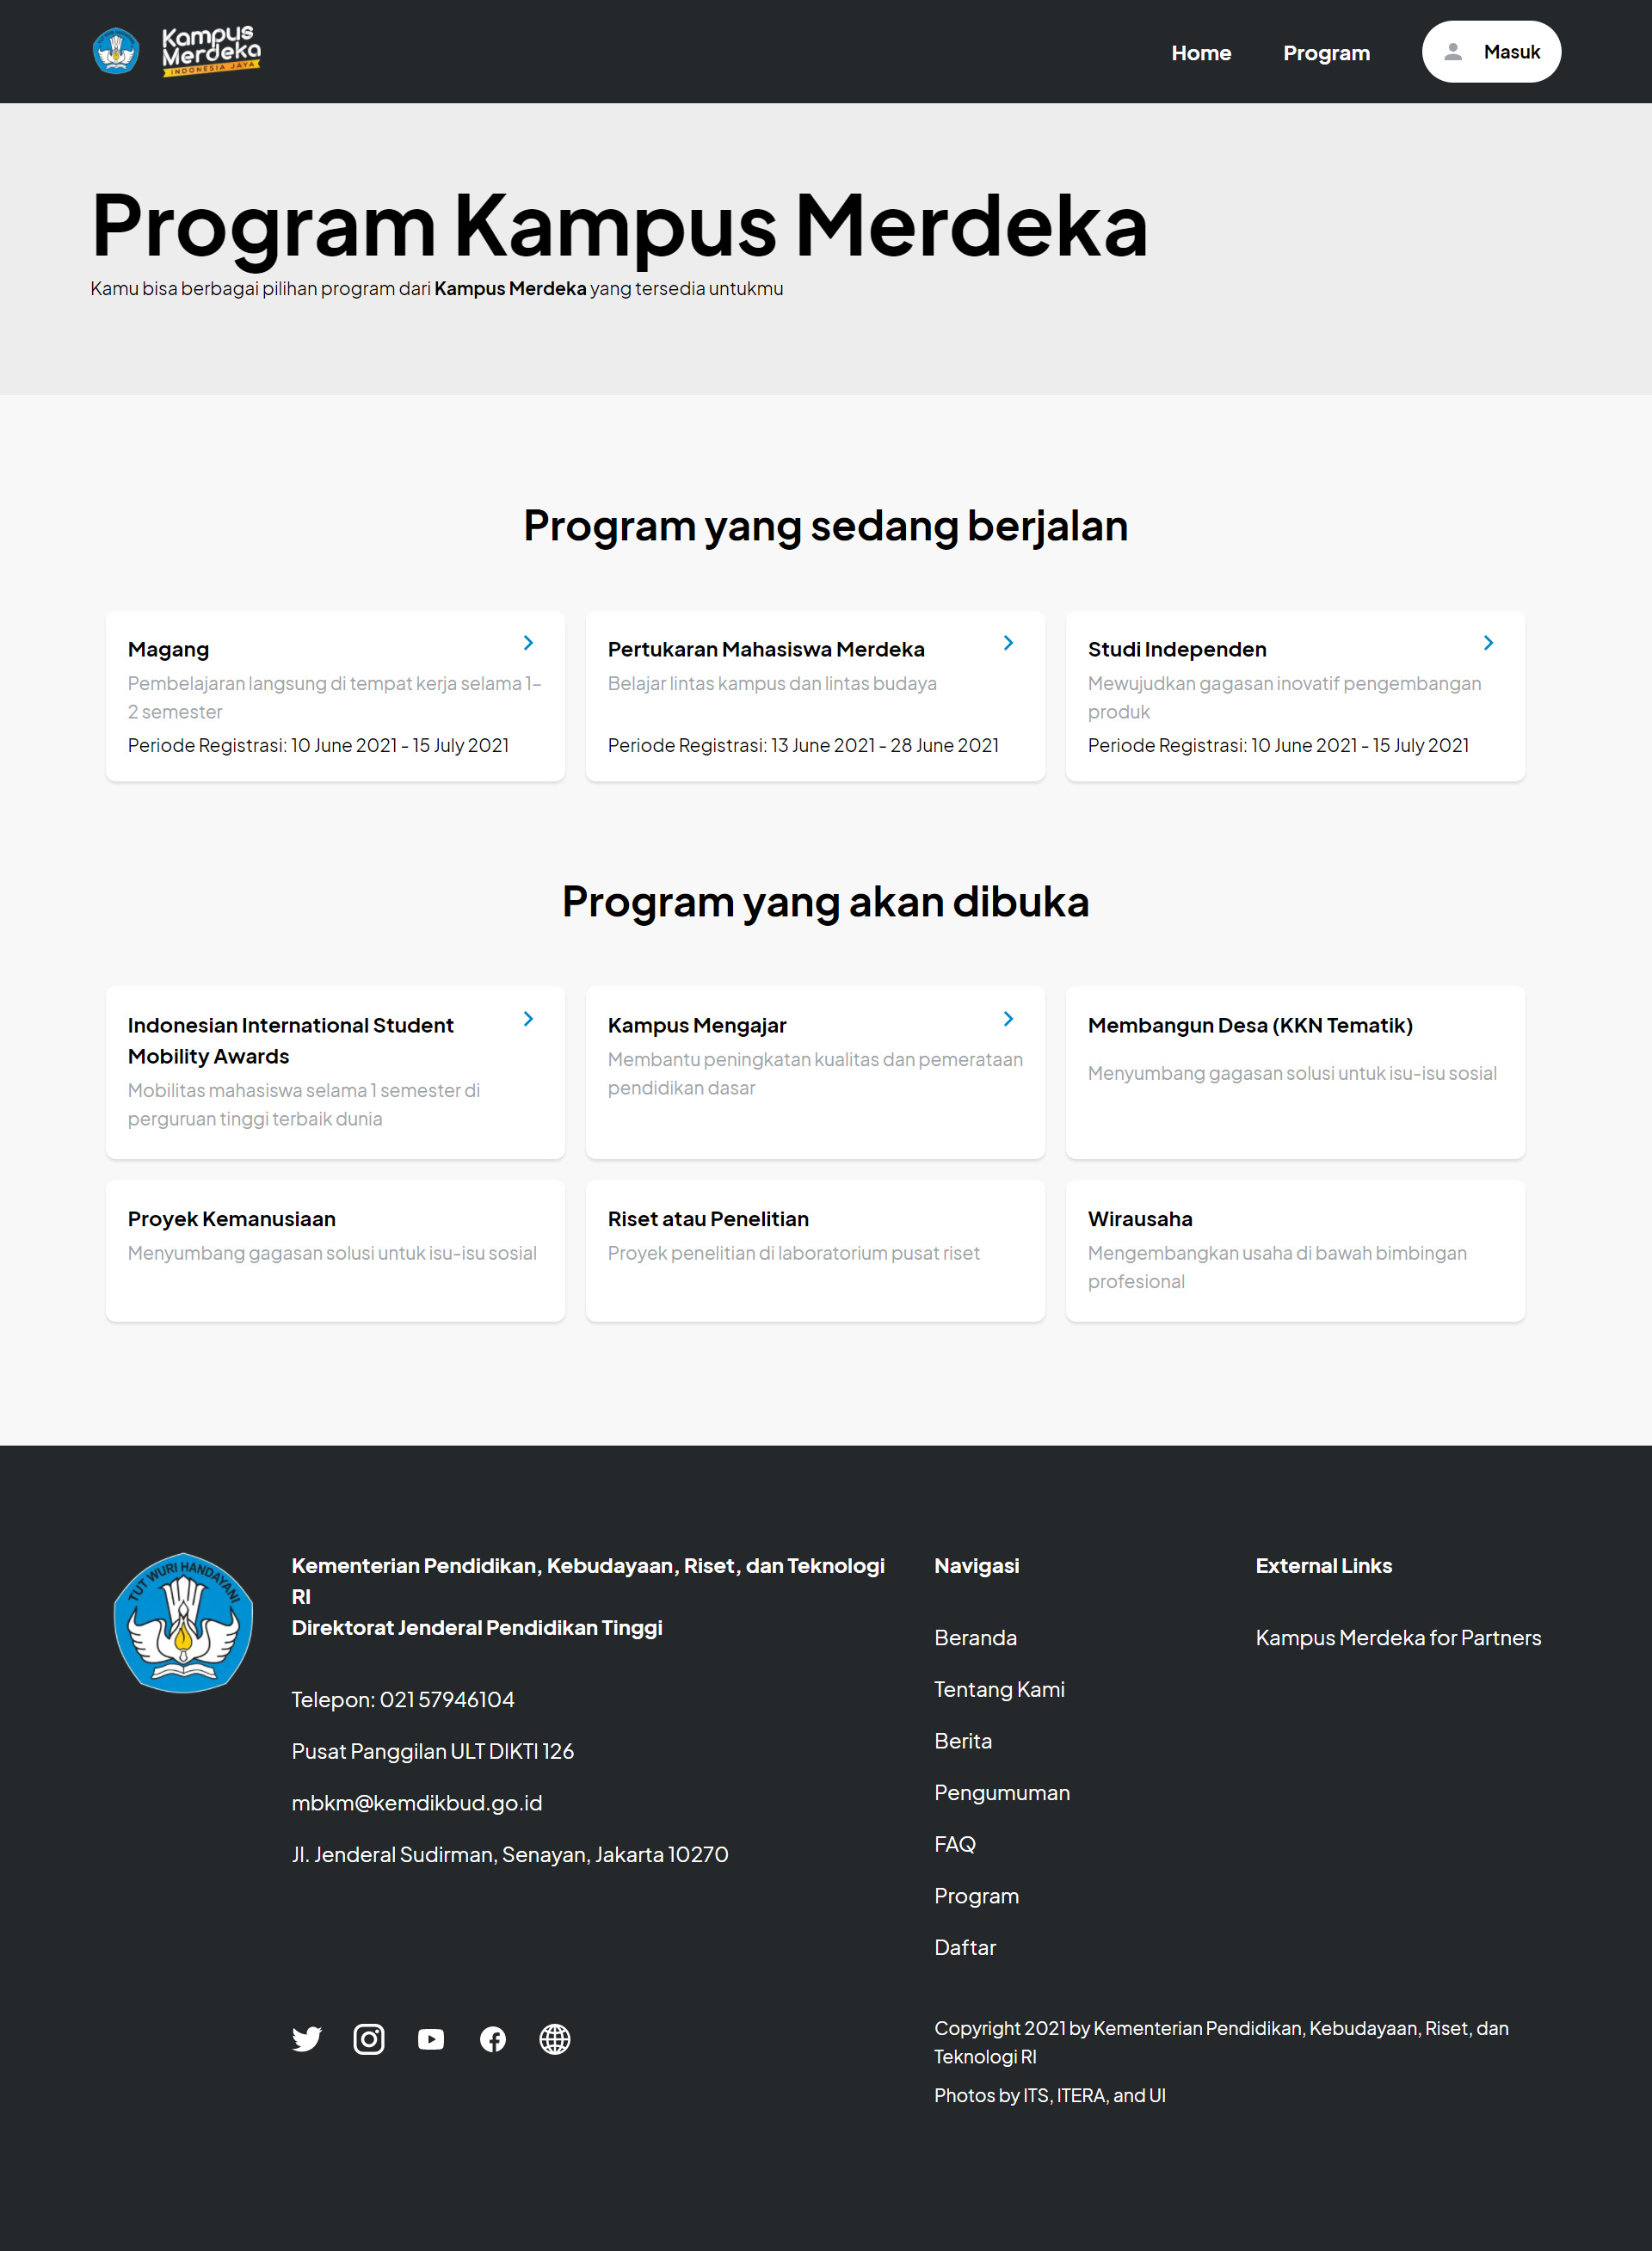 Kampus
Merdeka
INDONESIA JAYA
Home
Program
Masuk
Program Kampus Merdeka
Kamu bisa berbagai pilihan program dari Kampus Merdeka yang tersedia untukmu
Program yang sedang berjalan
Magang
Pembelajaran langsung di tempat kerja selama 1–
2 semester
Periode Registrasi: 10 June 2021 - 15 July 2021
Pertukaran Mahasiswa Merdeka
Belajar lintas kampus dan lintas budaya
Periode Registrasi: 13 June 2021 - 28 June 2021
Studi Independen
Mewujudkan gagasan inovatif pengembangan
produk
Periode Registrasi: 10 June 2021 - 15 July 2021
Program yang akan dibuka
Indonesian International Student
Mobility Awards
Mobilitas mahasiswa selama 1 semester di
perguruan tinggi terbaik dunia
Kampus Mengajar
Membantu peningkatan kualitas dan pemerataan
pendidikan dasar
Membangun Desa (KKN Tematik)
Menyumbang gagasan solusi untuk isu-isu sosial
Proyek Kemanusiaan
Menyumbang gagasan solusi untuk isu-isu sosial
Riset atau Penelitian
Proyek penelitian di laboratorium pusat riset
Wirausaha
Mengembangkan usaha di bawah bimbingan
profesional
TUT WURI HANDAYANI
Kementerian Pendidikan, Kebudayaan, Riset, dan Teknologi
RI
Direktorat Jenderal Pendidikan Tinggi
Telepon: 021 57946104
Pusat Panggilan ULT DIKTI 126
mbkm@kemdikbud.go.id
Jl. Jenderal Sudirman, Senayan, Jakarta 10270
Navigasi
Beranda
Tentang Kami
Berita
Pengumuman
FAQ
Program
Daftar
External Links
Kampus Merdeka for Partners
Copyright 2021 by Kementerian Pendidikan, Kebudayaan, Riset, dan
Teknologi RI
Photos by ITS, ITERA, and UI